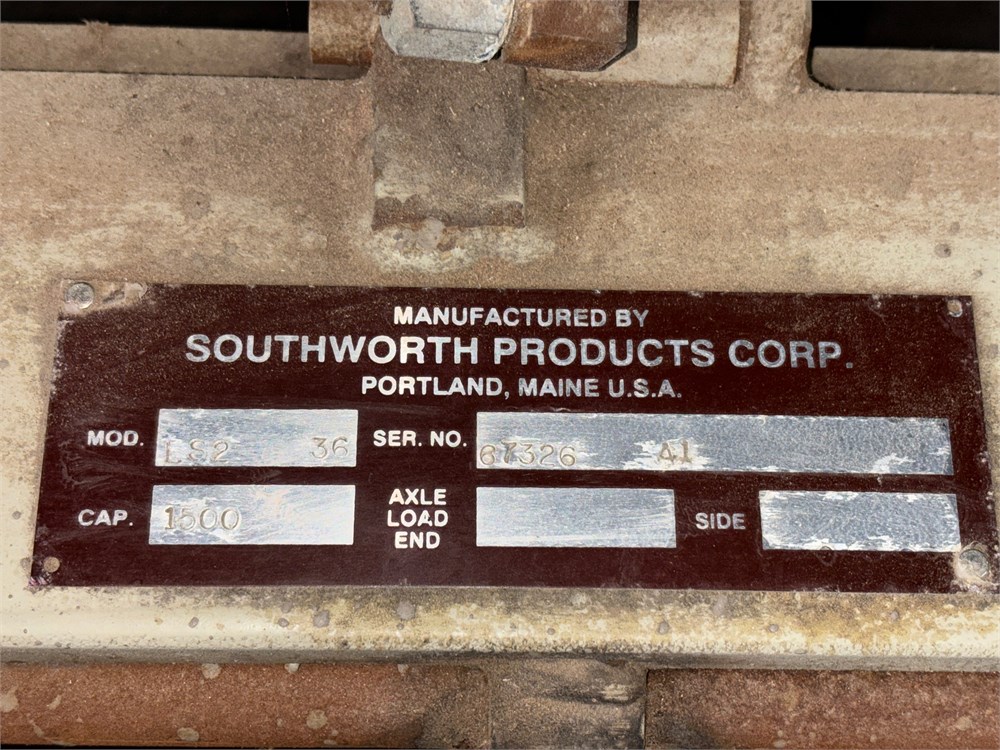 MANUFACTURED BY
SOUTHWORTH PRODUCTS CORP.
PORTLAND, MAINE U.S.A.
MOD. LS2 36 SER. NO. 67326 A1
CAP. 1500 AXLE LOAD END SIDE